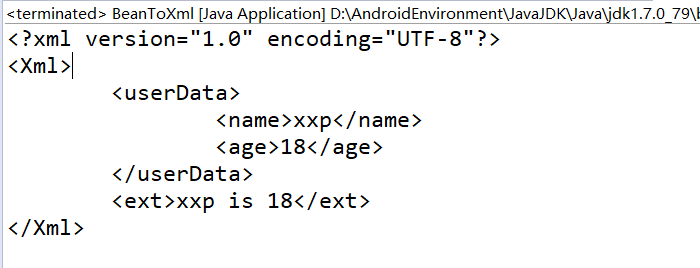 <terminated> BeanToXml [Java Application] D:\AndroidEnvironment\JavaJDK\Java\jdk1.7.0_79\b
<?xml version="1.0" encoding="UTF-8"?>
<Xml>
        <userData>
                <name>xxp</name>
                <age>18</age>
        </userData>
        <ext>xxp is 18</ext>
</Xml>